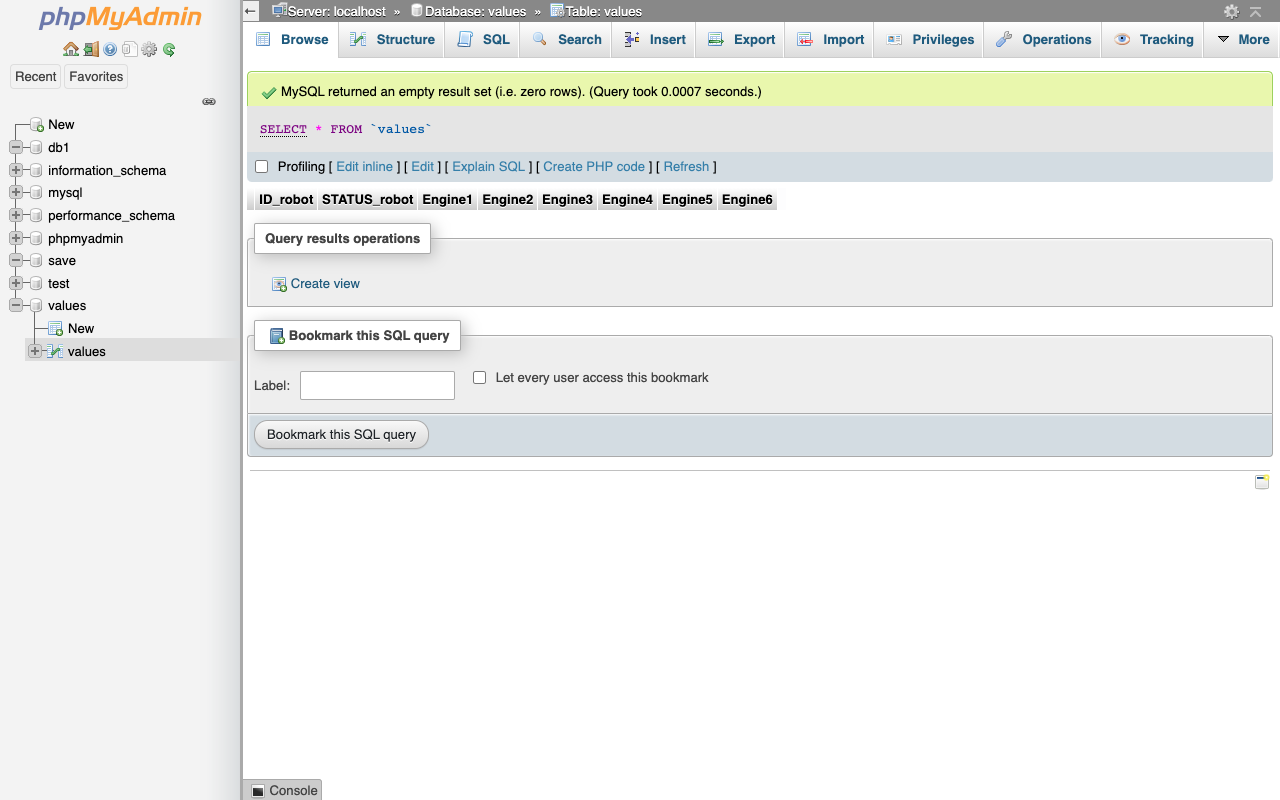 phpMyAdmin
Recent Favorites
New
db1
information_schema
mysql
performance_schema
phpmyadmin
save
test
values
New
values
Server: localhost » Database: values » Table: values
Browse Structure SQL Search Insert Export Import Privileges Operations Tracking More
MySQL returned an empty result set (i.e. zero rows). (Query took 0.0007 seconds.)
SELECT * FROM `values`
Profiling [ Edit inline ] [ Edit ] [ Explain SQL ] [ Create PHP code ] [ Refresh ]
ID_robot STATUS_robot Engine1 Engine2 Engine3 Engine4 Engine5 Engine6
Query results operations
Create view
Bookmark this SQL query
Label: Let every user access this bookmark
Bookmark this SQL query
Console